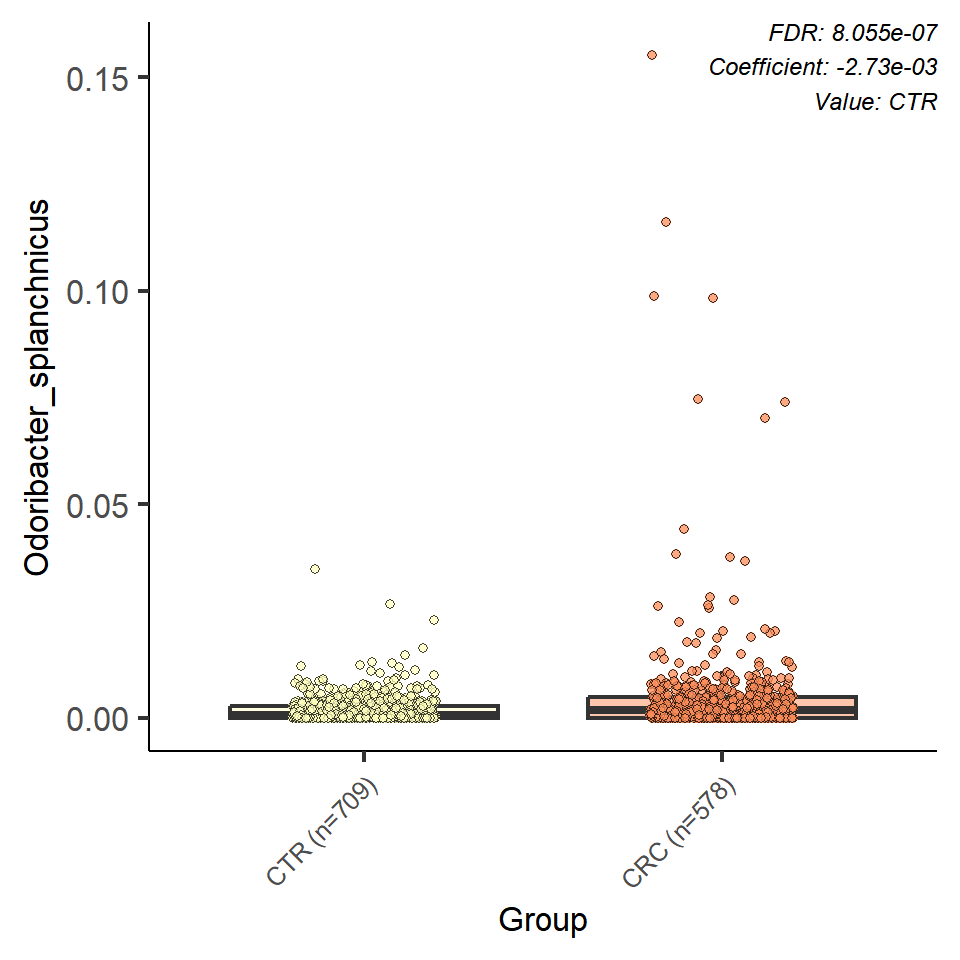 FDR: 8.055e-07
Coefficient: -2.73e-03
Value: CTR
Odoribacter_splanchnicus
0.15
0.10
0.05
0.00
CTR (n=709)
CRC (n=578)
Group